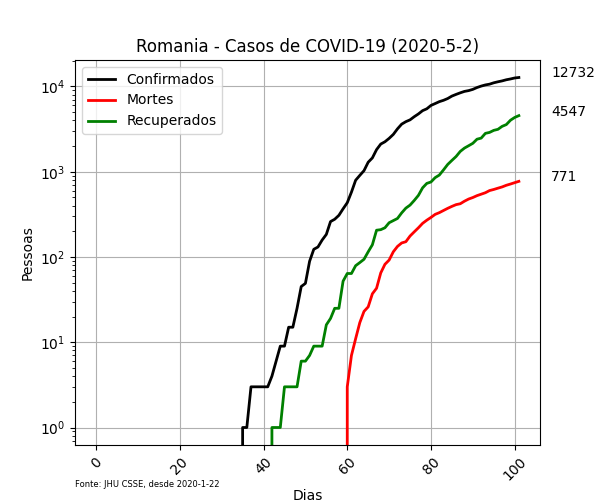 Romania - Casos de COVID-19 (2020-5-2)
Confirmados
Mortes
Recuperados
12732
4547
771
10⁴
10³
10²
10¹
10⁰
Pessoas
0 20 40 60 80 100
Fonte: JHU CSSE, desde 2020-1-22
Dias